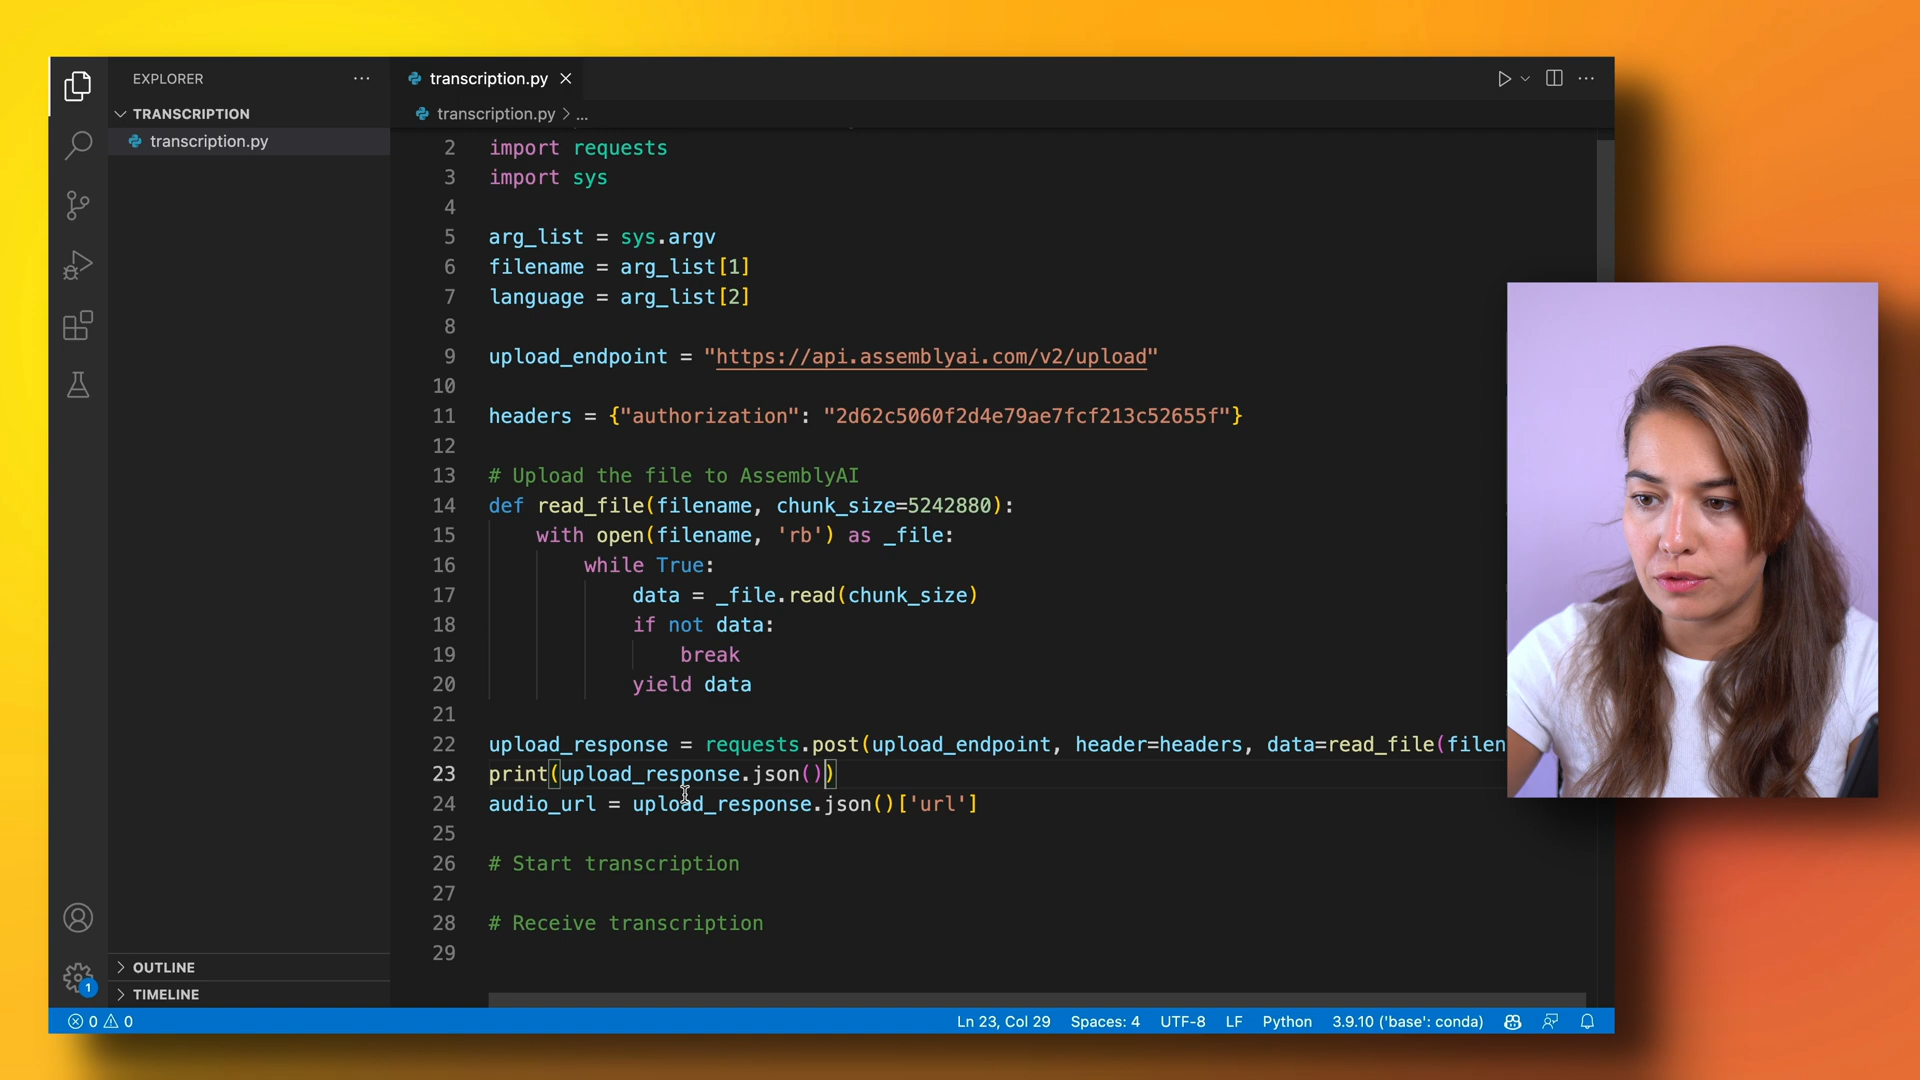 EXPLORER
TRANSCRIPTION
transcription.py
OUTLINE
TIMELINE
transcription.py
transcription.py > ...
2 import requests
3 import sys
4
5 arg_list = sys.argv
6 filename = arg_list[1]
7 language = arg_list[2]
8
9 upload_endpoint = "https://api.assemblyai.com/v2/upload"
10
11 headers = {"authorization": "2d62c5060f2d4e79ae7fcf213c52655f"}
12
13 # Upload the file to AssemblyAI
14 def read_file(filename, chunk_size=5242880):
15 with open(filename, 'rb') as _file:
16 while True:
17 data = _file.read(chunk_size)
18 if not data:
19 break
20 yield data
21
22 upload_response = requests.post(upload_endpoint, header=headers, data=read_file(filen
23 print(upload_response.json())
24 audio_url = upload_response.json()['url']
25
26 # Start transcription
27
28 # Receive transcription
29
1
0 0 Ln 23, Col 29 Spaces: 4 UTF-8 LF Python 3.9.10 ('base': conda)